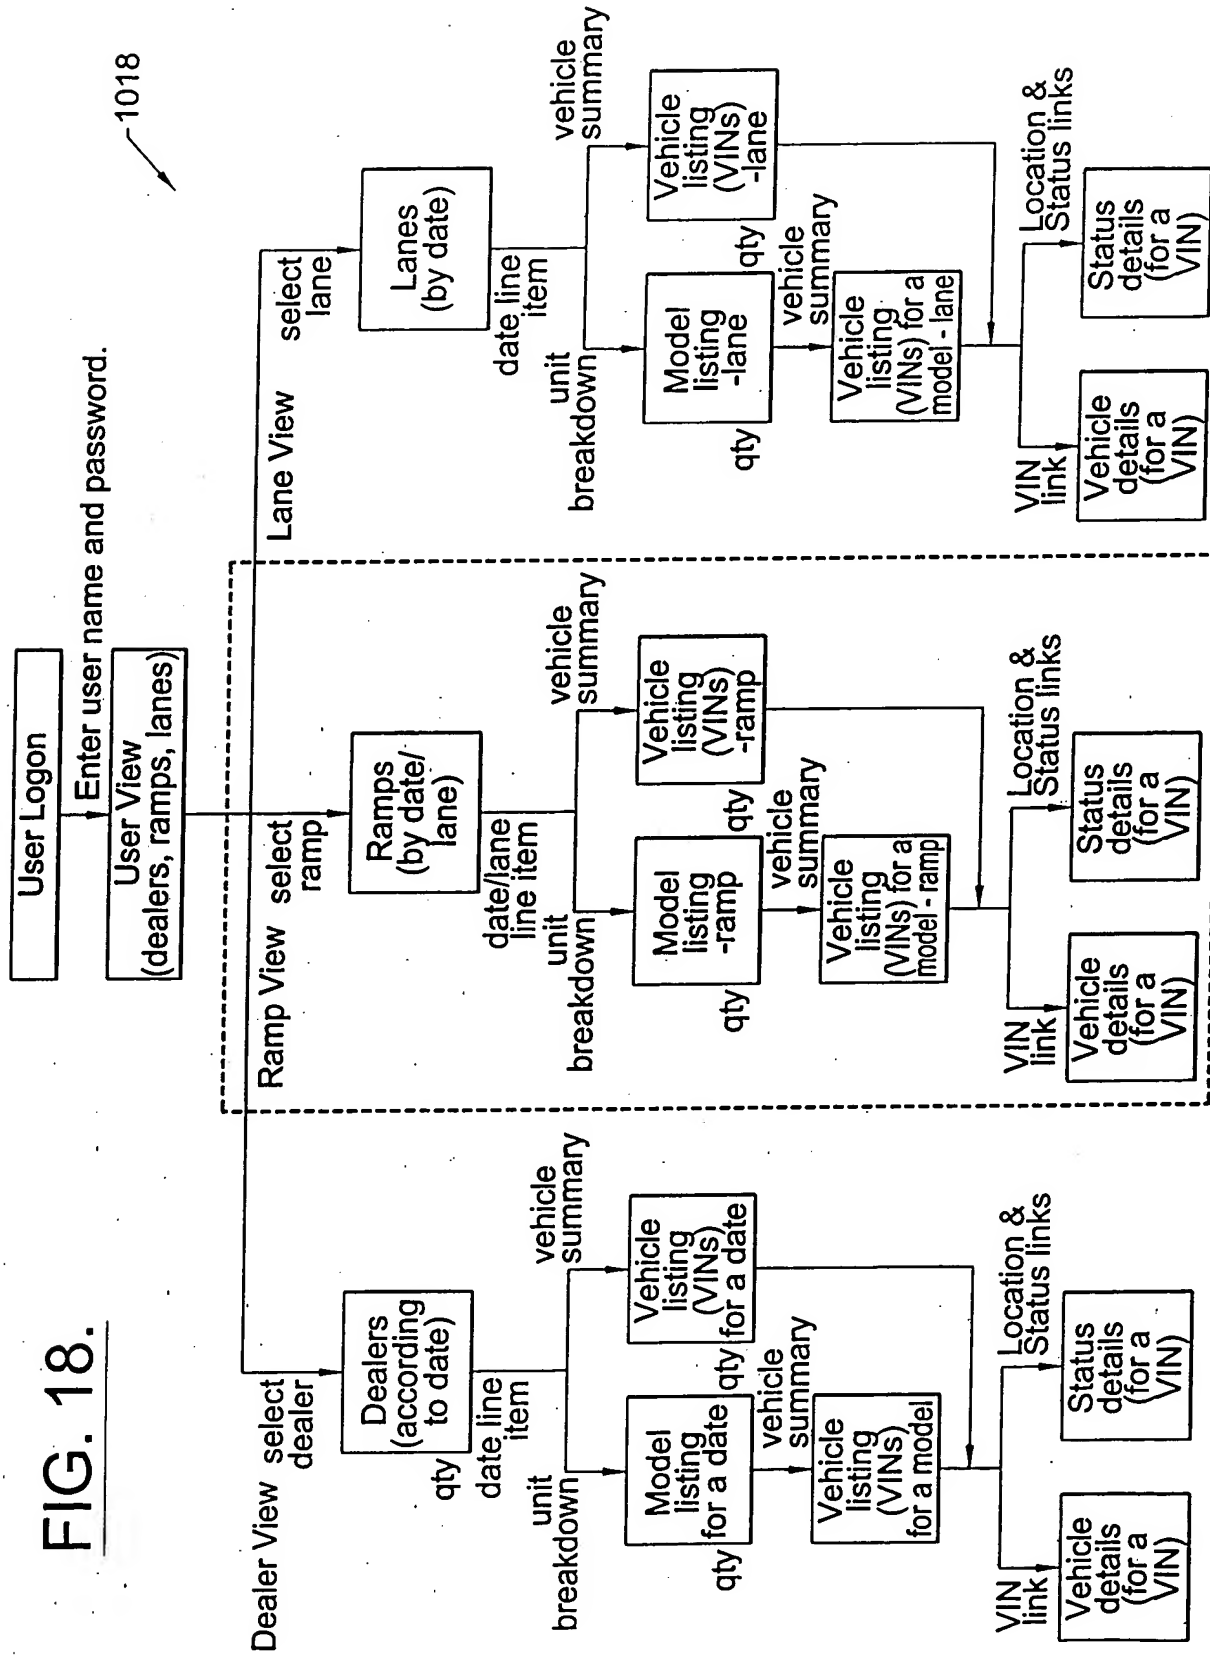 FIG. 18.
1018
User Logon
Enter user name and password.
User View
(dealers, ramps, lanes)
Dealer View
select
dealer
Dealers
(according
to date)
qty
date line
item
unit
breakdown
vehicle
summary
Model
listing
for a date
qty
Vehicle
listing
(VINs)
for a date
qty
vehicle
summary
Vehicle
listing
(VINs)
for a model
VIN
link
Location &
Status links
Vehicle
details
(for a
VIN)
Status
details
(for a
VIN)
Ramp View
select
ramp
Ramps
(by date/
lane)
date/lane
line item
unit
breakdown
vehicle
summary
Model
listing
-ramp
qty
Vehicle
listing
(VINs)
-ramp
qty
vehicle
summary
Vehicle
listing
(VINs) for a
model - ramp
VIN
link
Location &
Status links
Vehicle
details
(for a
VIN)
Status
details
(for a
VIN)
Lane View
select
lane
Lanes
(by date)
date line
item
unit
breakdown
vehicle
summary
Model
listing
-lane
qty
Vehicle
listing
(VINs)
-lane
qty
vehicle
summary
Vehicle
listing
(VINs) for a
model - lane
VIN
link
Location &
Status links
Vehicle
details
(for a
VIN)
Status
details
(for a
VIN)